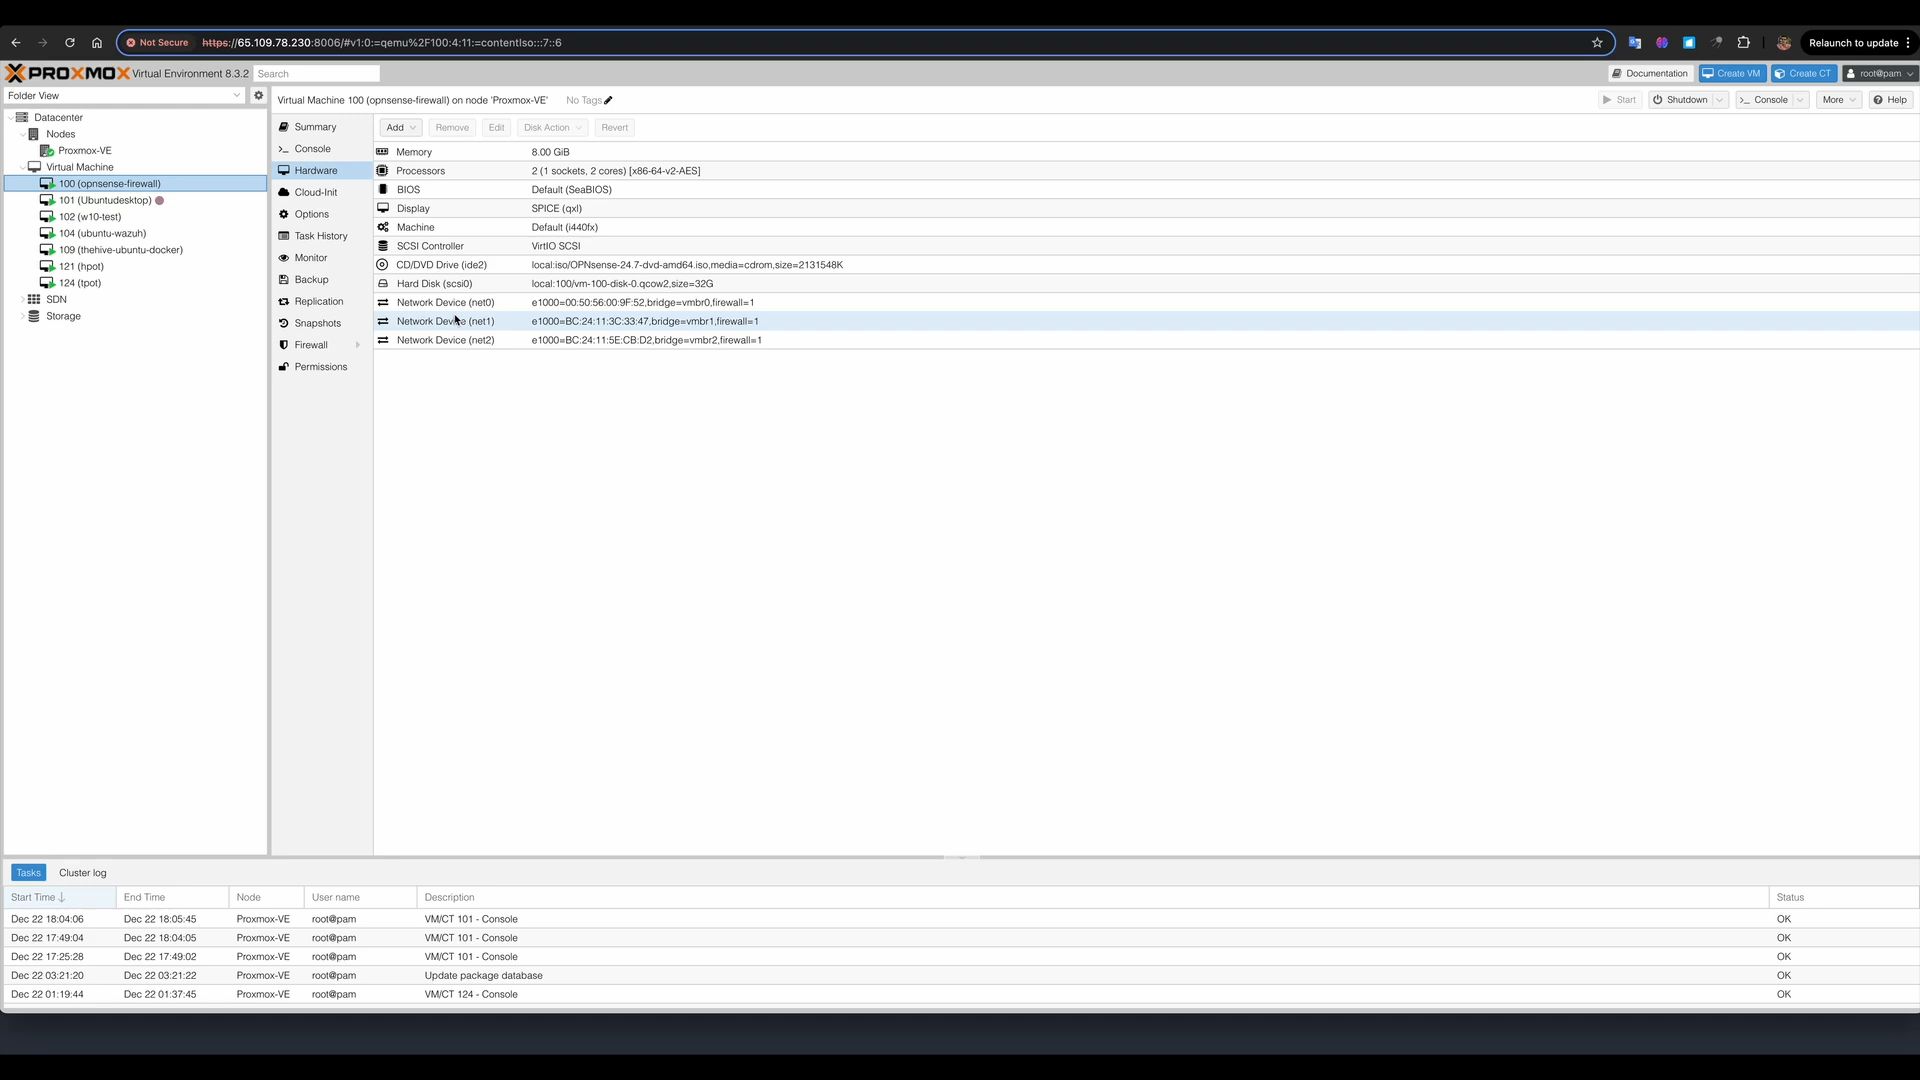 Not Secure https://65.109.78.230:8006/#v1:0:=qemu%2F100:4:11:=contentIso:::7::6 Relaunch to update
PROXMOX Virtual Environment 8.3.2 Search Documentation Create VM Create CT root@pam
Folder View
Datacenter
Nodes
Proxmox-VE
Virtual Machine
100 (opnsense-firewall)
101 (Ubuntudesktop)
102 (w10-test)
104 (ubuntu-wazuh)
109 (thehive-ubuntu-docker)
121 (hpot)
124 (tpot)
SDN
Storage
Virtual Machine 100 (opnsense-firewall) on node 'Proxmox-VE' No Tags Start Shutdown Console More Help
Summary
Console
Hardware
Cloud-Init
Options
Task History
Monitor
Backup
Replication
Snapshots
Firewall
Permissions
Add Remove Edit Disk Action Revert
Memory 8.00 GiB
Processors 2 (1 sockets, 2 cores) [x86-64-v2-AES]
BIOS Default (SeaBIOS)
Display SPICE (qxl)
Machine Default (i440fx)
SCSI Controller VirtIO SCSI
CD/DVD Drive (ide2) local:iso/OPNsense-24.7-dvd-amd64.iso,media=cdrom,size=2131548K
Hard Disk (scsi0) local:100/vm-100-disk-0.qcow2,size=32G
Network Device (net0) e1000=00:50:56:00:9F:52,bridge=vmbr0,firewall=1
Network Device (net1) e1000=BC:24:11:3C:33:47,bridge=vmbr1,firewall=1
Network Device (net2) e1000=BC:24:11:5E:CB:D2,bridge=vmbr2,firewall=1
Tasks Cluster log
Start Time End Time Node User name Description Status
Dec 22 18:04:06 Dec 22 18:05:45 Proxmox-VE root@pam VM/CT 101 - Console OK
Dec 22 17:49:04 Dec 22 18:04:05 Proxmox-VE root@pam VM/CT 101 - Console OK
Dec 22 17:25:28 Dec 22 17:49:02 Proxmox-VE root@pam VM/CT 101 - Console OK
Dec 22 03:21:20 Dec 22 03:21:22 Proxmox-VE root@pam Update package database OK
Dec 22 01:19:44 Dec 22 01:37:45 Proxmox-VE root@pam VM/CT 124 - Console OK